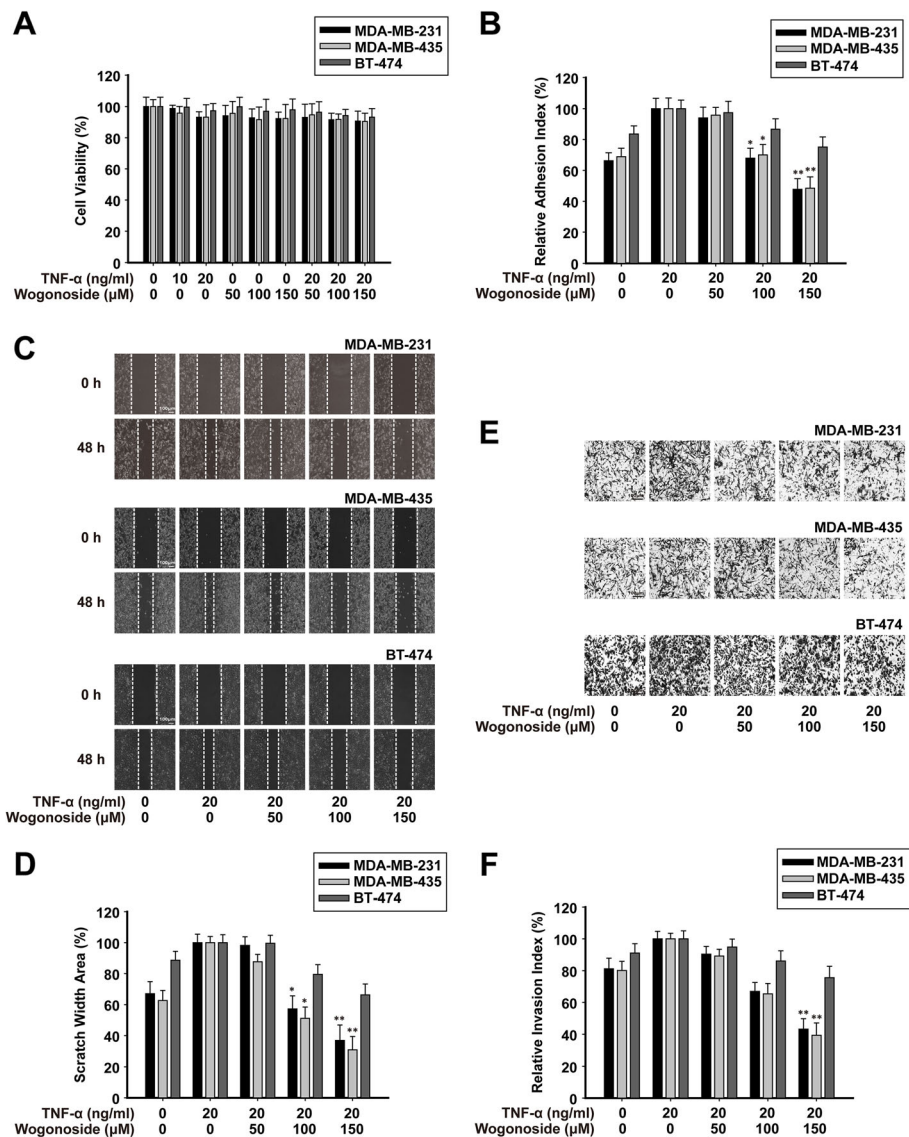 A
MDA-MB-231
MDA-MB-435
BT-474
Cell Viability (%)
120
100
80
60
40
20
0
TNF-α (ng/ml) 0 10 20 0 0 0 20 20 20
Wogonoside (μM) 0 0 0 50 100 150 50 100 150
B
MDA-MB-231
MDA-MB-435
BT-474
Relative Adhesion Index (%)
120
100
80
60
40
20
0
* *
** **
TNF-α (ng/ml) 0 20 20 20 20
Wogonoside (μM) 0 0 50 100 150
C
MDA-MB-231
0 h
100μm
48 h
MDA-MB-435
0 h
100μm
48 h
BT-474
0 h
100μm
48 h
TNF-α (ng/ml) 0 20 20 20 20
Wogonoside (μM) 0 0 50 100 150
E
MDA-MB-231
MDA-MB-435
BT-474
TNF-α (ng/ml) 0 20 20 20 20
Wogonoside (μM) 0 0 50 100 150
D
MDA-MB-231
MDA-MB-435
BT-474
Scratch Width Area (%)
120
100
80
60
40
20
0
* *
** **
TNF-α (ng/ml) 0 20 20 20 20
Wogonoside (μM) 0 0 50 100 150
F
MDA-MB-231
MDA-MB-435
BT-474
Relative Invasion Index (%)
120
100
80
60
40
20
0
** **
TNF-α (ng/ml) 0 20 20 20 20
Wogonoside (μM) 0 0 50 100 150